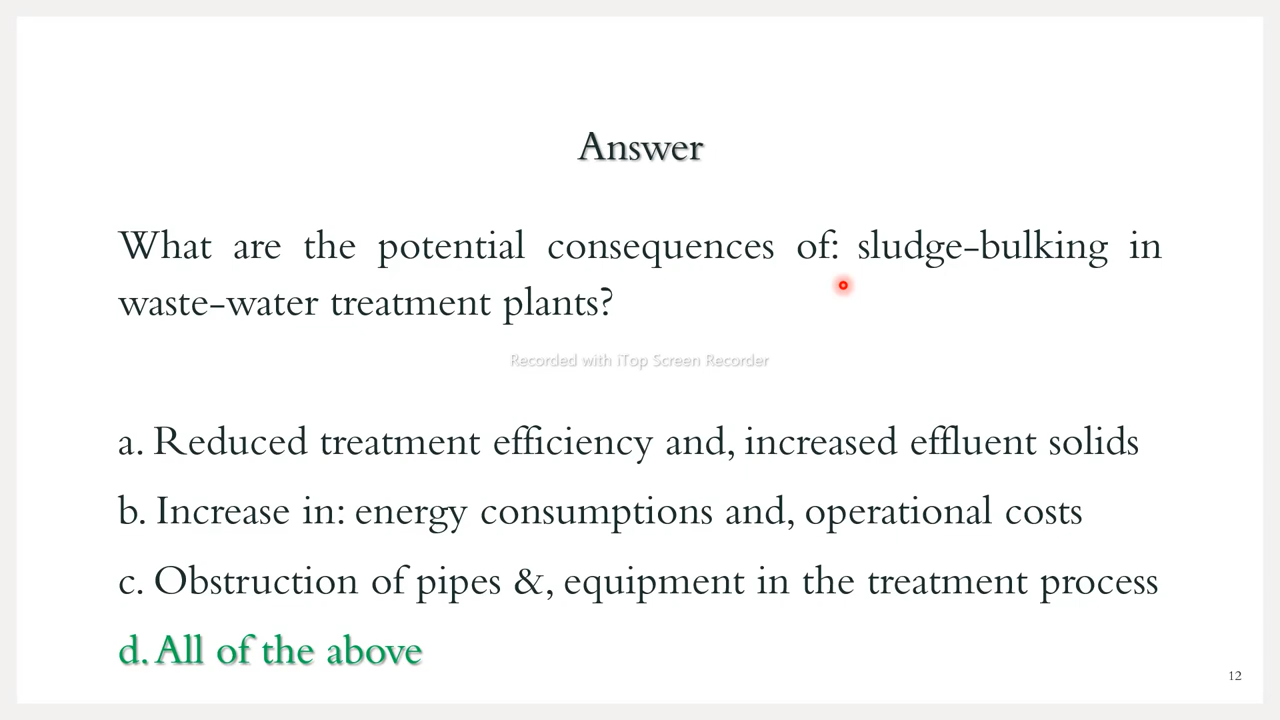 Answer
What are the potential consequences of: sludge-bulking in
waste-water treatment plants?
Recorded with iTop Screen Recorder
a. Reduced treatment efficiency and, increased effluent solids
b. Increase in: energy consumptions and, operational costs
c. Obstruction of pipes &, equipment in the treatment process
d. All of the above
12